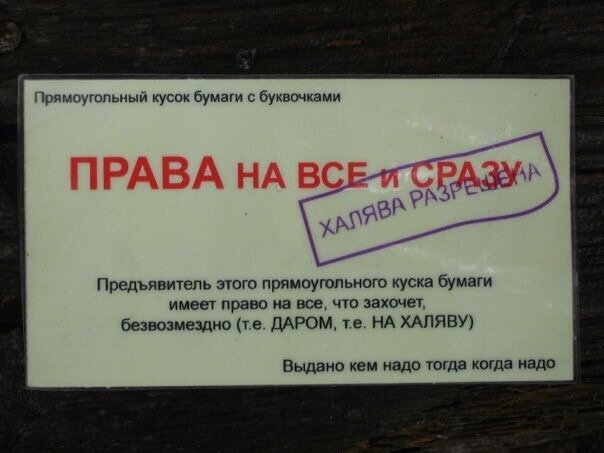 Прямоугольный кусок бумаги с буквочками
ПРАВА НА ВСЕ И СРАЗУ
ХАЛЯВА РАЗРЕШЕНА
Предъявитель этого прямоугольного куска бумаги
имеет право на все, что захочет,
безвозмездно (т.е. ДАРОМ, т.е. НА ХАЛЯВУ)
Выдано кем надо тогда когда надо